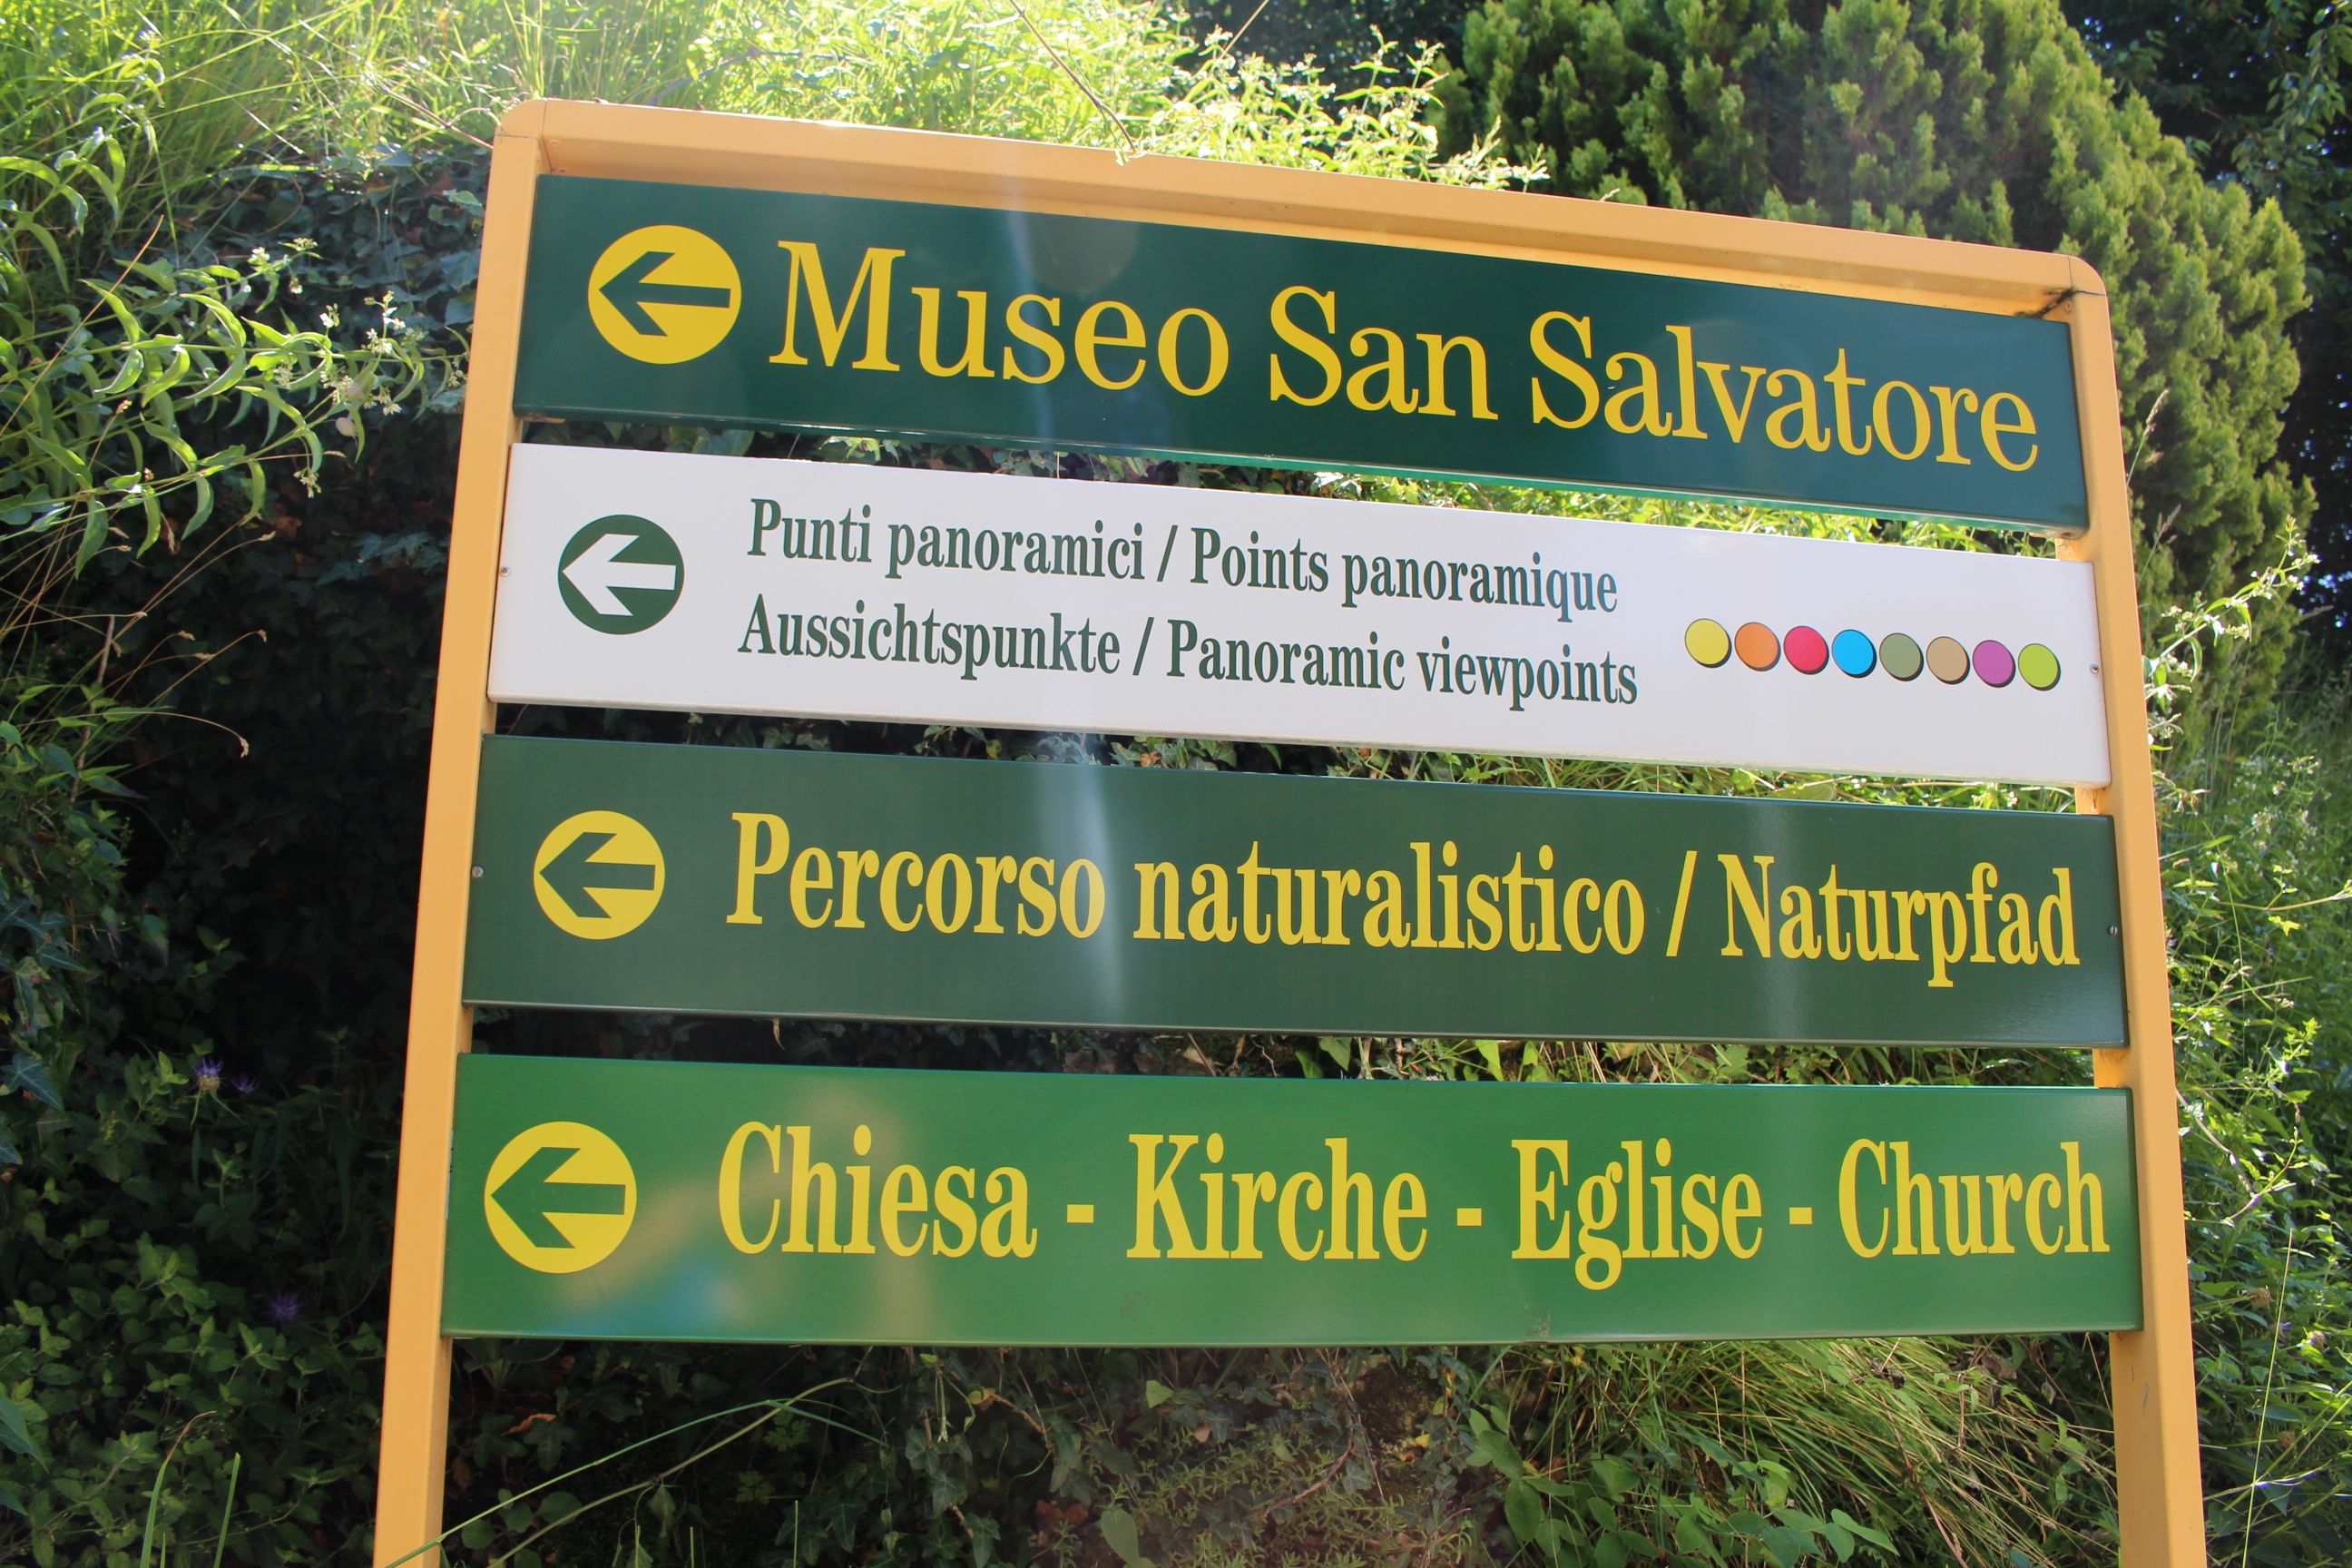 Museo San Salvatore
Punti panoramici / Points panoramique
Aussichtspunkte / Panoramic viewpoints
Percorso naturalistico / Naturpfad
Chiesa - Kirche - Eglise - Church